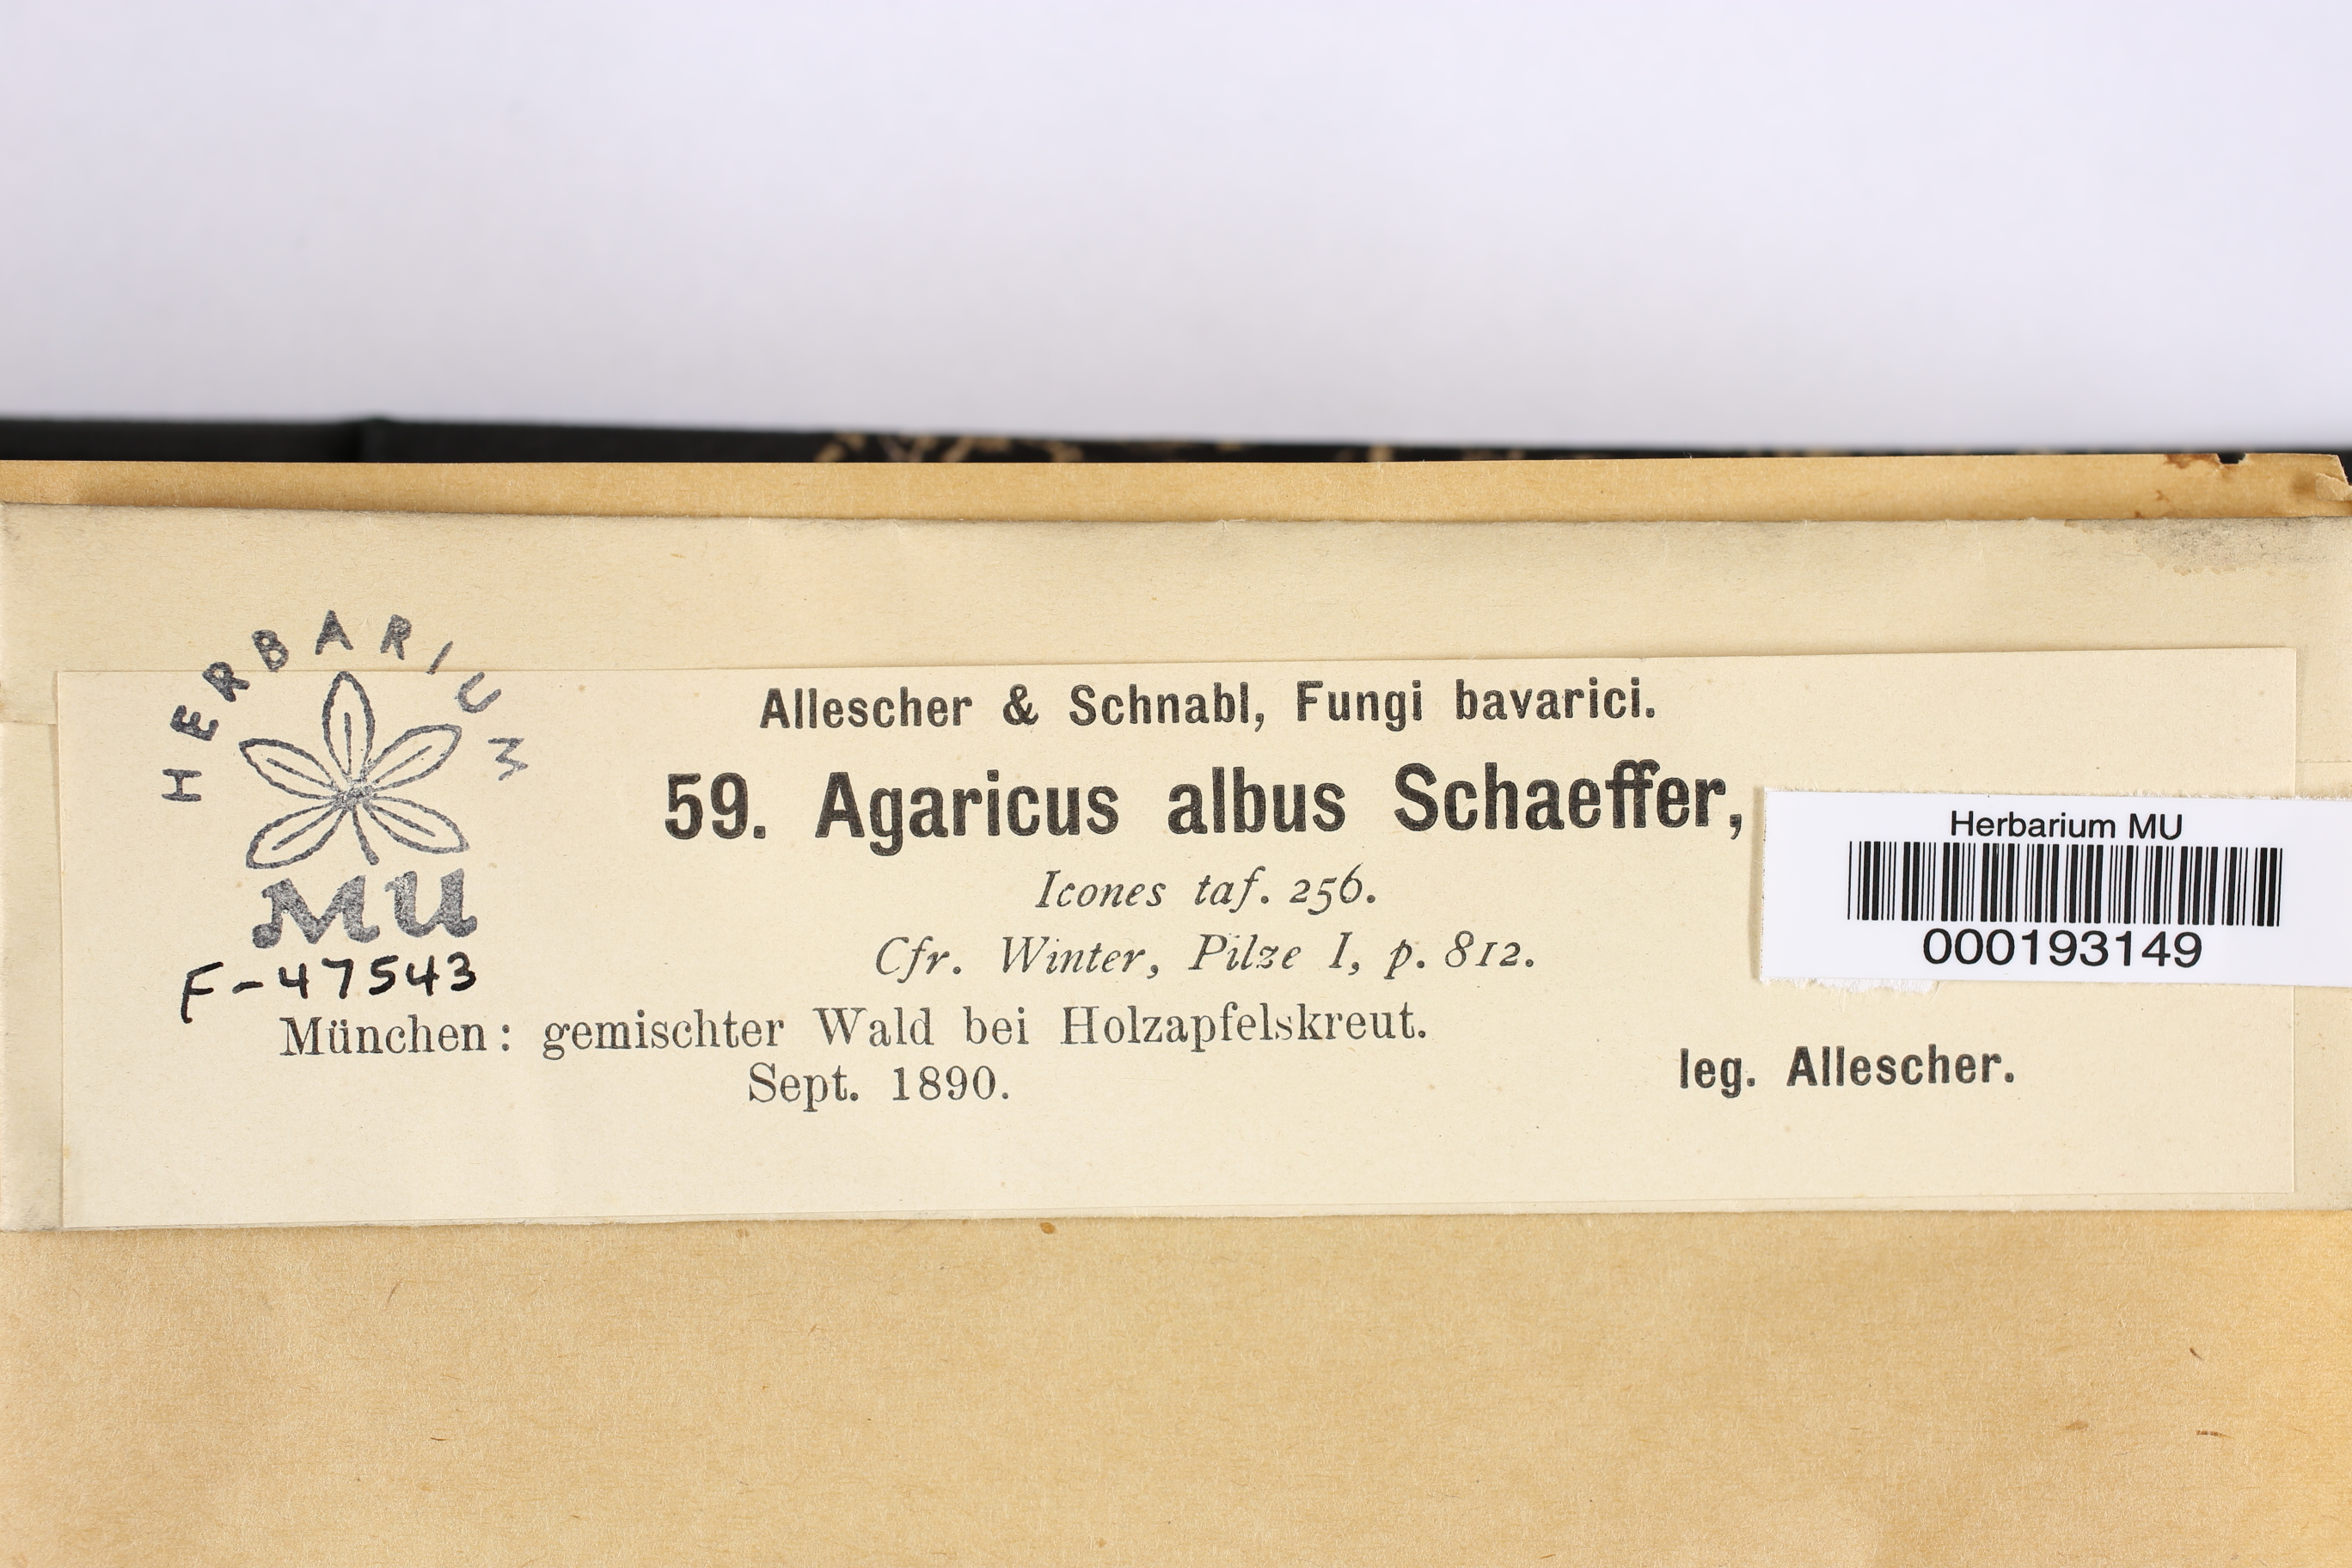 HERBARIUM
MU
F-47543
Allescher & Schnabl, Fungi bavarici.
59. Agaricus albus Schaeffer,
Icones taf. 256.
Cfr. Winter, Pilze I, p. 812.
München: gemischter Wald bei Holzapfelskreut.
Sept. 1890.
leg. Allescher.
Herbarium MU
000193149